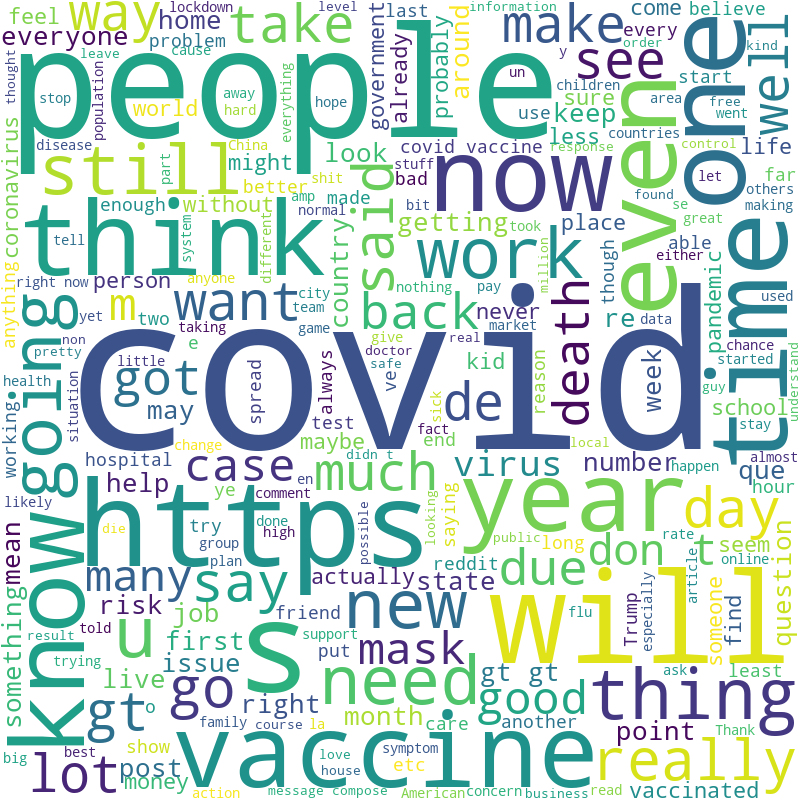 way
home
lockdown
level
information
believe
feel
take
last
make
come
every
order
kind
everyone
problem
cause
leave
already
probably
around
see
y
un
children
start
area
free
went
well
thought
stop
population
away
hard
hope
everything
government
people
even
one
use
keep
sure
less
countries
world
disease
China
look
covid vaccine
response
control
life
still
part
might
stuff
now
bad
found
let
far
better
shit
others
making
coronavirus
enough
without
amp
made
bit
took
se
great
tell
system
different
normal
said
getting
place
able
either
think
country
work
though
time
right now
person
anyone
nothing
pay
million
re
pandemic
used
anything
m
want
city
team
back
never
death
data
chance
yet
two
taking
game
market
non
e
started
pretty
give
doctor
real
guy
understand
know
going
covid
little
safe
ve
kid
reason
week
health
situation
got
spread
always
de
school
stay
working
may
test
sick
fact
change
maybe
end
local
almost
hospital
case
didn t
much
virus
number
que
happen
likely
help
ye
en
comment
looking
hour
mean
https
year
day
something
die
try
done
high
possible
saying
public
long
don t
seem
rate
online
question
group
plan
reddit
many
say
actually
state
due
article
risk
job
friend
new
will
flu
Trump
especially
someone
find
result
told
u
s
first
support
put
mask
trying
live
issue
need
gt gt
ask
least
go
right
good
thing
gt
o
family
course
la
month
care
another
point
Thank
big
best
show
love
symptom
really
lot
post
vaccine
house
etc
money
action
message compose
American
concern
business
read
vaccinated